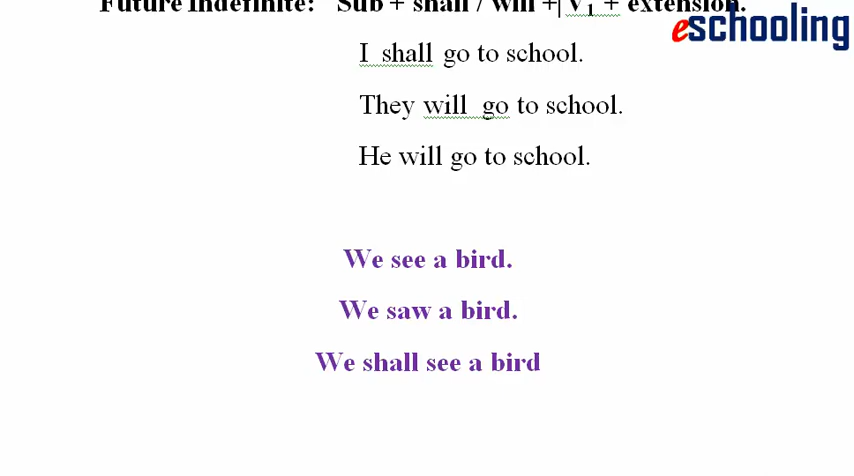 Future Indefinite: Sub + shall / will + V1 + extension.
eschooling
I shall go to school.
They will go to school.
He will go to school.
We see a bird.
We saw a bird.
We shall see a bird